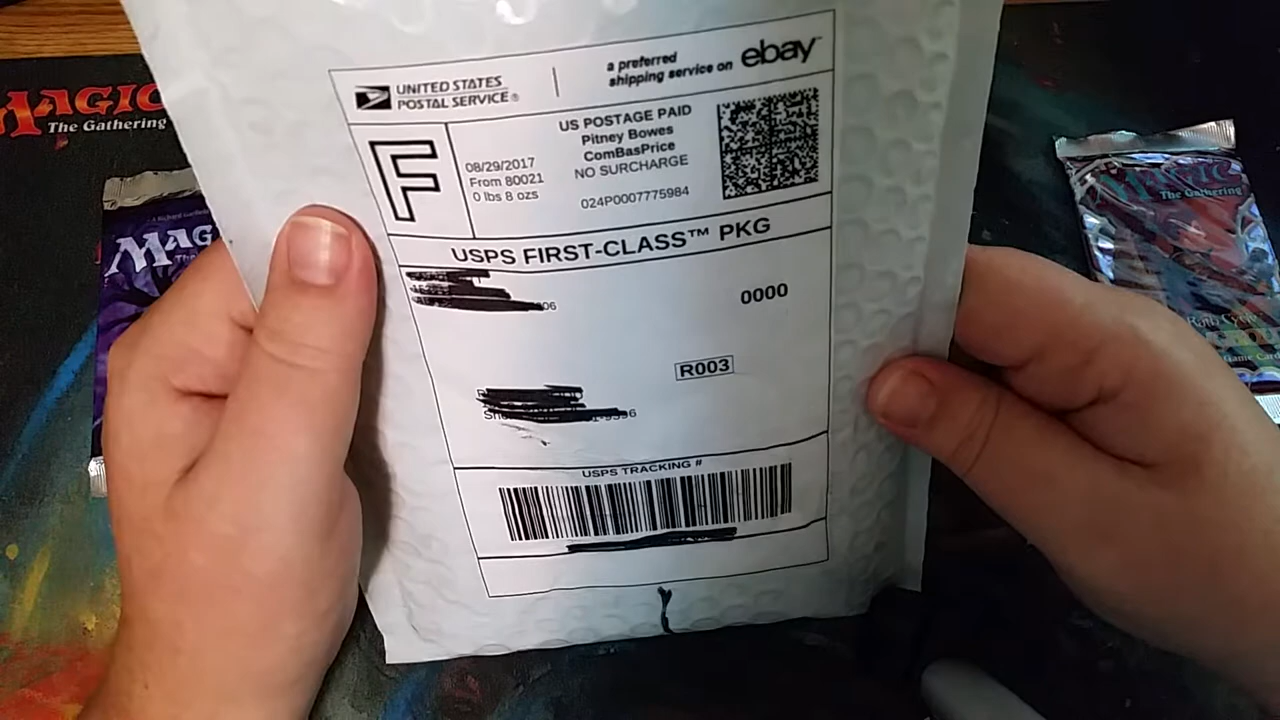 MAGIC
The Gathering
MAG
UNITED STATES
POSTAL SERVICE®
a preferred
shipping service on ebay™
F
08/29/2017
From 80021
0 lbs 8 ozs
US POSTAGE PAID
Pitney Bowes
ComBasPrice
NO SURCHARGE
024P0007775984
USPS FIRST-CLASS™ PKG
0000
R003
USPS TRACKING #
MAGIC
The Gathering